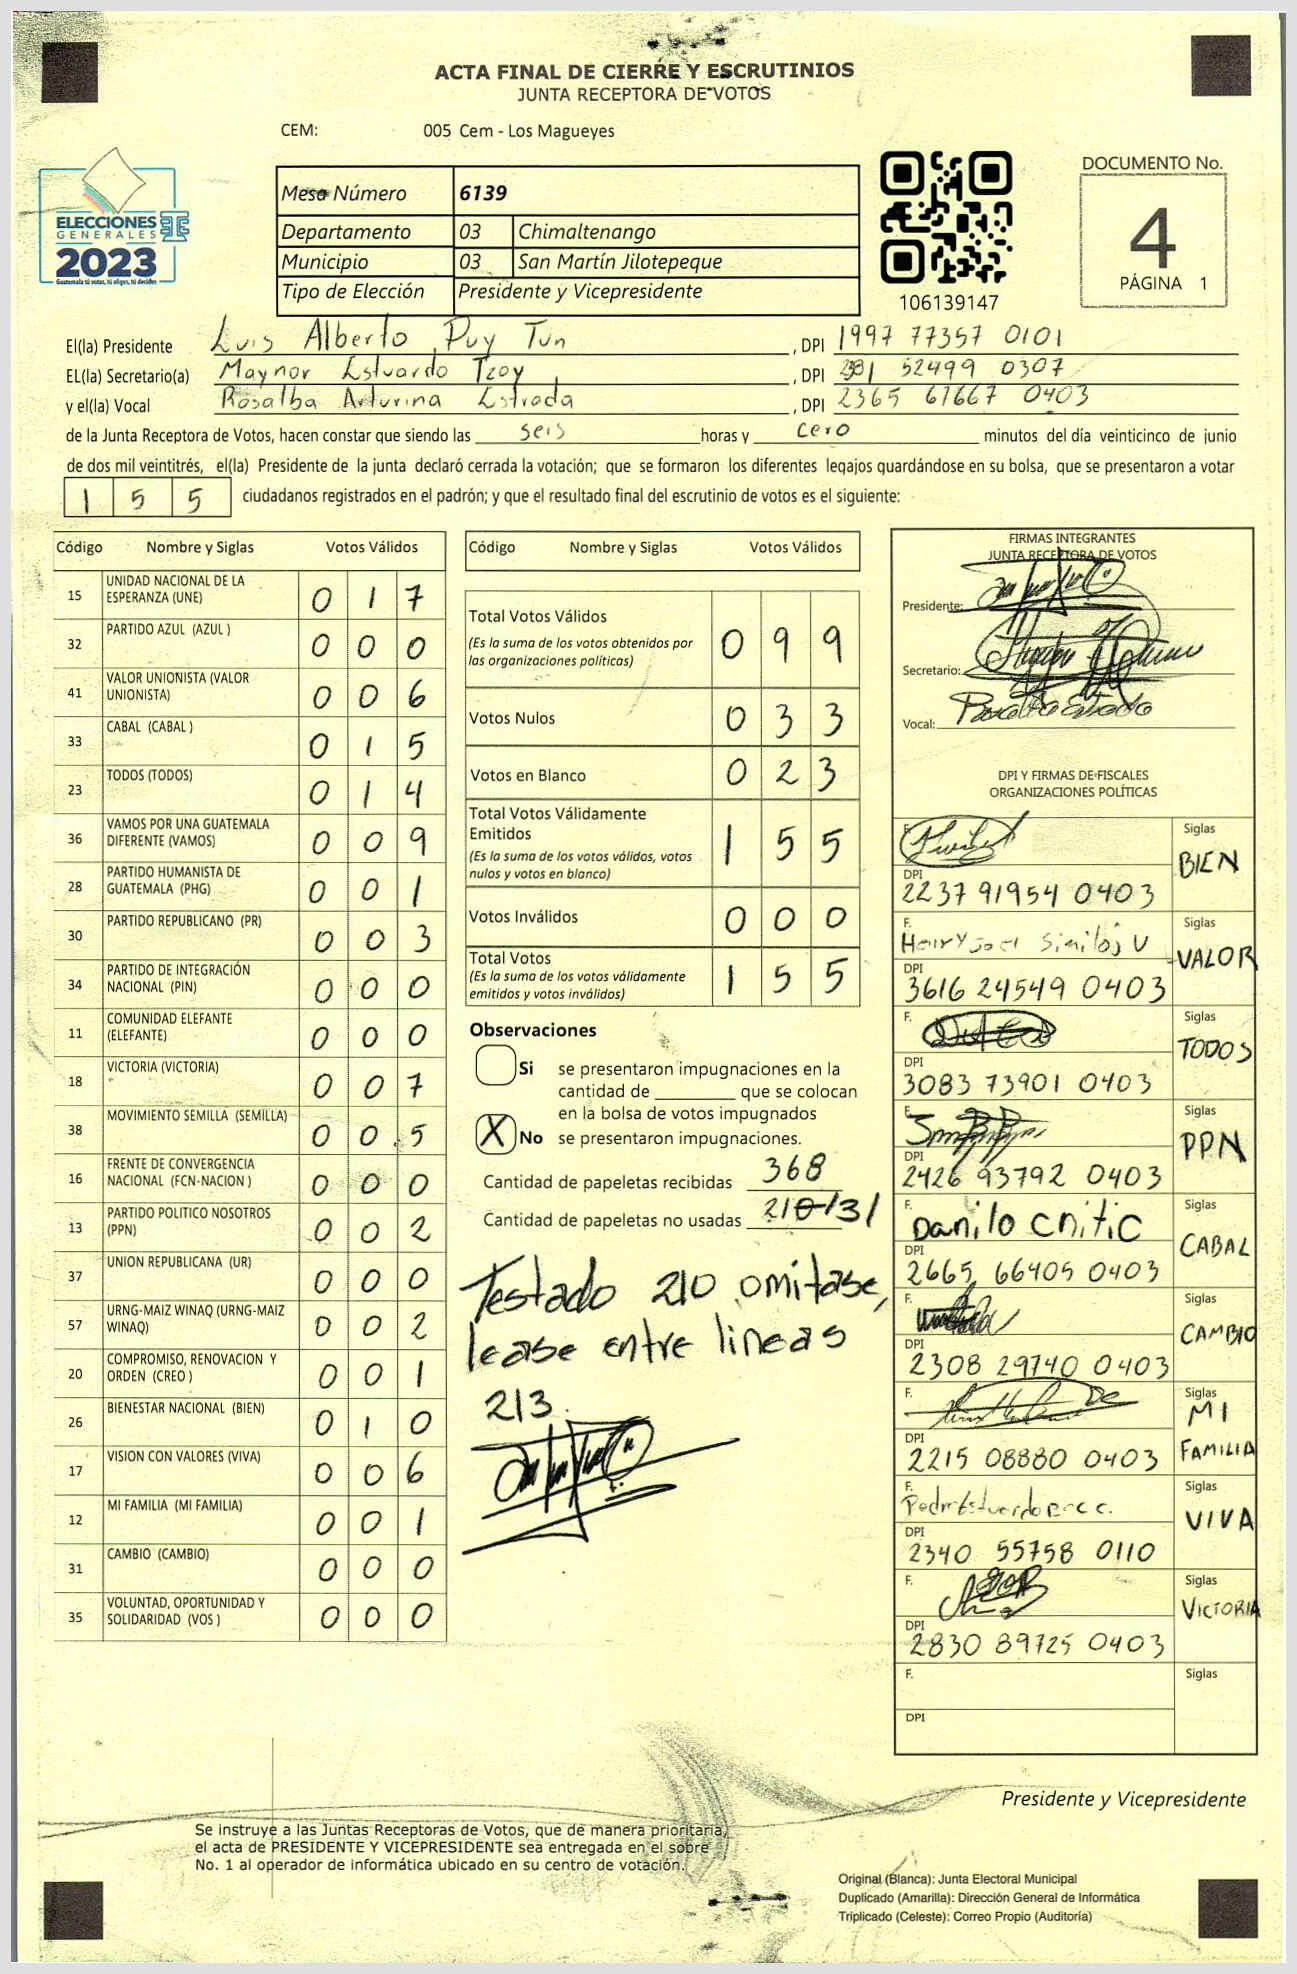 ACTA FINAL DE CIERRE Y ESCRUTINIOS
JUNTA RECEPTORA DE VOTOS
CEM: 005 Cem - Los Magueyes
ELECCIONES
GENERALES
2023
Guatemala tú votas, tú eliges, tú decides
Mesa Número 6139
Departamento 03 Chimaltenango
Municipio 03 San Martín Jilotepeque
Tipo de Elección Presidente y Vicepresidente
106139147
DOCUMENTO No.
4
PÁGINA 1
El(la) Presidente Luis Alberto Puy Tun , DPI 1997 77357 0101
EL(la) Secretario(a) Maynor Estuardo Tzoy , DPI 52499 0307
y el(la) Vocal Rosalba Arturina Estrada , DPI 2365 61667 0403
de la Junta Receptora de Votos, hacen constar que siendo las seis horas y cero minutos del día veinticinco de junio
de dos mil veintitrés, el(la) Presidente de la junta declaró cerrada la votación; que se formaron los diferentes legajos guardándose en su bolsa, que se presentaron a votar
1 5 5 ciudadanos registrados en el padrón; y que el resultado final del escrutinio de votos es el siguiente:
Código Nombre y Siglas Votos Válidos
15 UNIDAD NACIONAL DE LA ESPERANZA (UNE) 0 1 7
32 PARTIDO AZUL (AZUL ) 0 0 0
41 VALOR UNIONISTA (VALOR UNIONISTA) 0 0 6
33 CABAL (CABAL ) 0 1 5
23 TODOS (TODOS) 0 1 4
36 VAMOS POR UNA GUATEMALA DIFERENTE (VAMOS) 0 0 9
28 PARTIDO HUMANISTA DE GUATEMALA (PHG) 0 0 1
30 PARTIDO REPUBLICANO (PR) 0 0 3
34 PARTIDO DE INTEGRACIÓN NACIONAL (PIN) 0 0 0
11 COMUNIDAD ELEFANTE (ELEFANTE) 0 0 0
18 VICTORIA (VICTORIA) 0 0 7
38 MOVIMIENTO SEMILLA (SEMILLA) 0 0 5
16 FRENTE DE CONVERGENCIA NACIONAL (FCN-NACION ) 0 0 0
13 PARTIDO POLITICO NOSOTROS (PPN) 0 0 2
37 UNION REPUBLICANA (UR) 0 0 0
57 URNG-MAIZ WINAQ (URNG-MAIZ WINAQ) 0 0 2
20 COMPROMISO, RENOVACION Y ORDEN (CREO ) 0 0 1
26 BIENESTAR NACIONAL (BIEN) 0 1 0
17 VISION CON VALORES (VIVA) 0 0 6
12 MI FAMILIA (MI FAMILIA) 0 0 1
31 CAMBIO (CAMBIO) 0 0 0
35 VOLUNTAD, OPORTUNIDAD Y SOLIDARIDAD (VOS ) 0 0 0
Código Nombre y Siglas Votos Válidos
Total Votos Válidos 0 9 9
(Es la suma de los votos obtenidos por
las organizaciones políticas)
Votos Nulos 0 3 3
Votos en Blanco 0 2 3
Total Votos Válidamente
Emitidos 1 5 5
(Es la suma de los votos válidos, votos
nulos y votos en blanco)
Votos Inválidos 0 0 0
Total Votos 1 5 5
(Es la suma de los votos válidamente
emitidos y votos inválidos)
Observaciones
Si se presentaron impugnaciones en la
cantidad de ________ que se colocan
en la bolsa de votos impugnados
X No se presentaron impugnaciones.
Cantidad de papeletas recibidas 368
Cantidad de papeletas no usadas
Testado 210 omitase,
lease entre lineas
213.
FIRMAS INTEGRANTES
JUNTA RECEPTORA DE VOTOS
Presidente:
Secretario:
Vocal:
DPI Y FIRMAS DE FISCALES
ORGANIZACIONES POLÍTICAS
F. Siglas
BIEN
DPI
2237 91954 0403
F. Henry Joel V Siglas
VALOR
DPI
3616 24549 0403
F. Siglas
TODOS
DPI
3083 73901 0403
F. Siglas
PPN
DPI
2426 93792 0403
F. Danilo Siglas
CABAL
DPI
2665 66405 0403
F. Siglas
CAMBIO
DPI
2308 29740 0403
F. Siglas
MI
FAMILIA
DPI
2215 08880 0403
F. Siglas
VIVA
DPI
2340 55758 0110
F. Siglas
VICTORIA
DPI
2830 89725 0403
F. Siglas
DPI
Presidente y Vicepresidente
Se instruye a las Juntas Receptoras de Votos, que de manera prioritaria,
el acta de PRESIDENTE Y VICEPRESIDENTE sea entregada en el sobre
No. 1 al operador de informática ubicado en su centro de votación.
Original (Blanca): Junta Electoral Municipal
Duplicado (Amarilla): Dirección General de Informática
Triplicado (Celeste): Correo Propio (Auditoría)